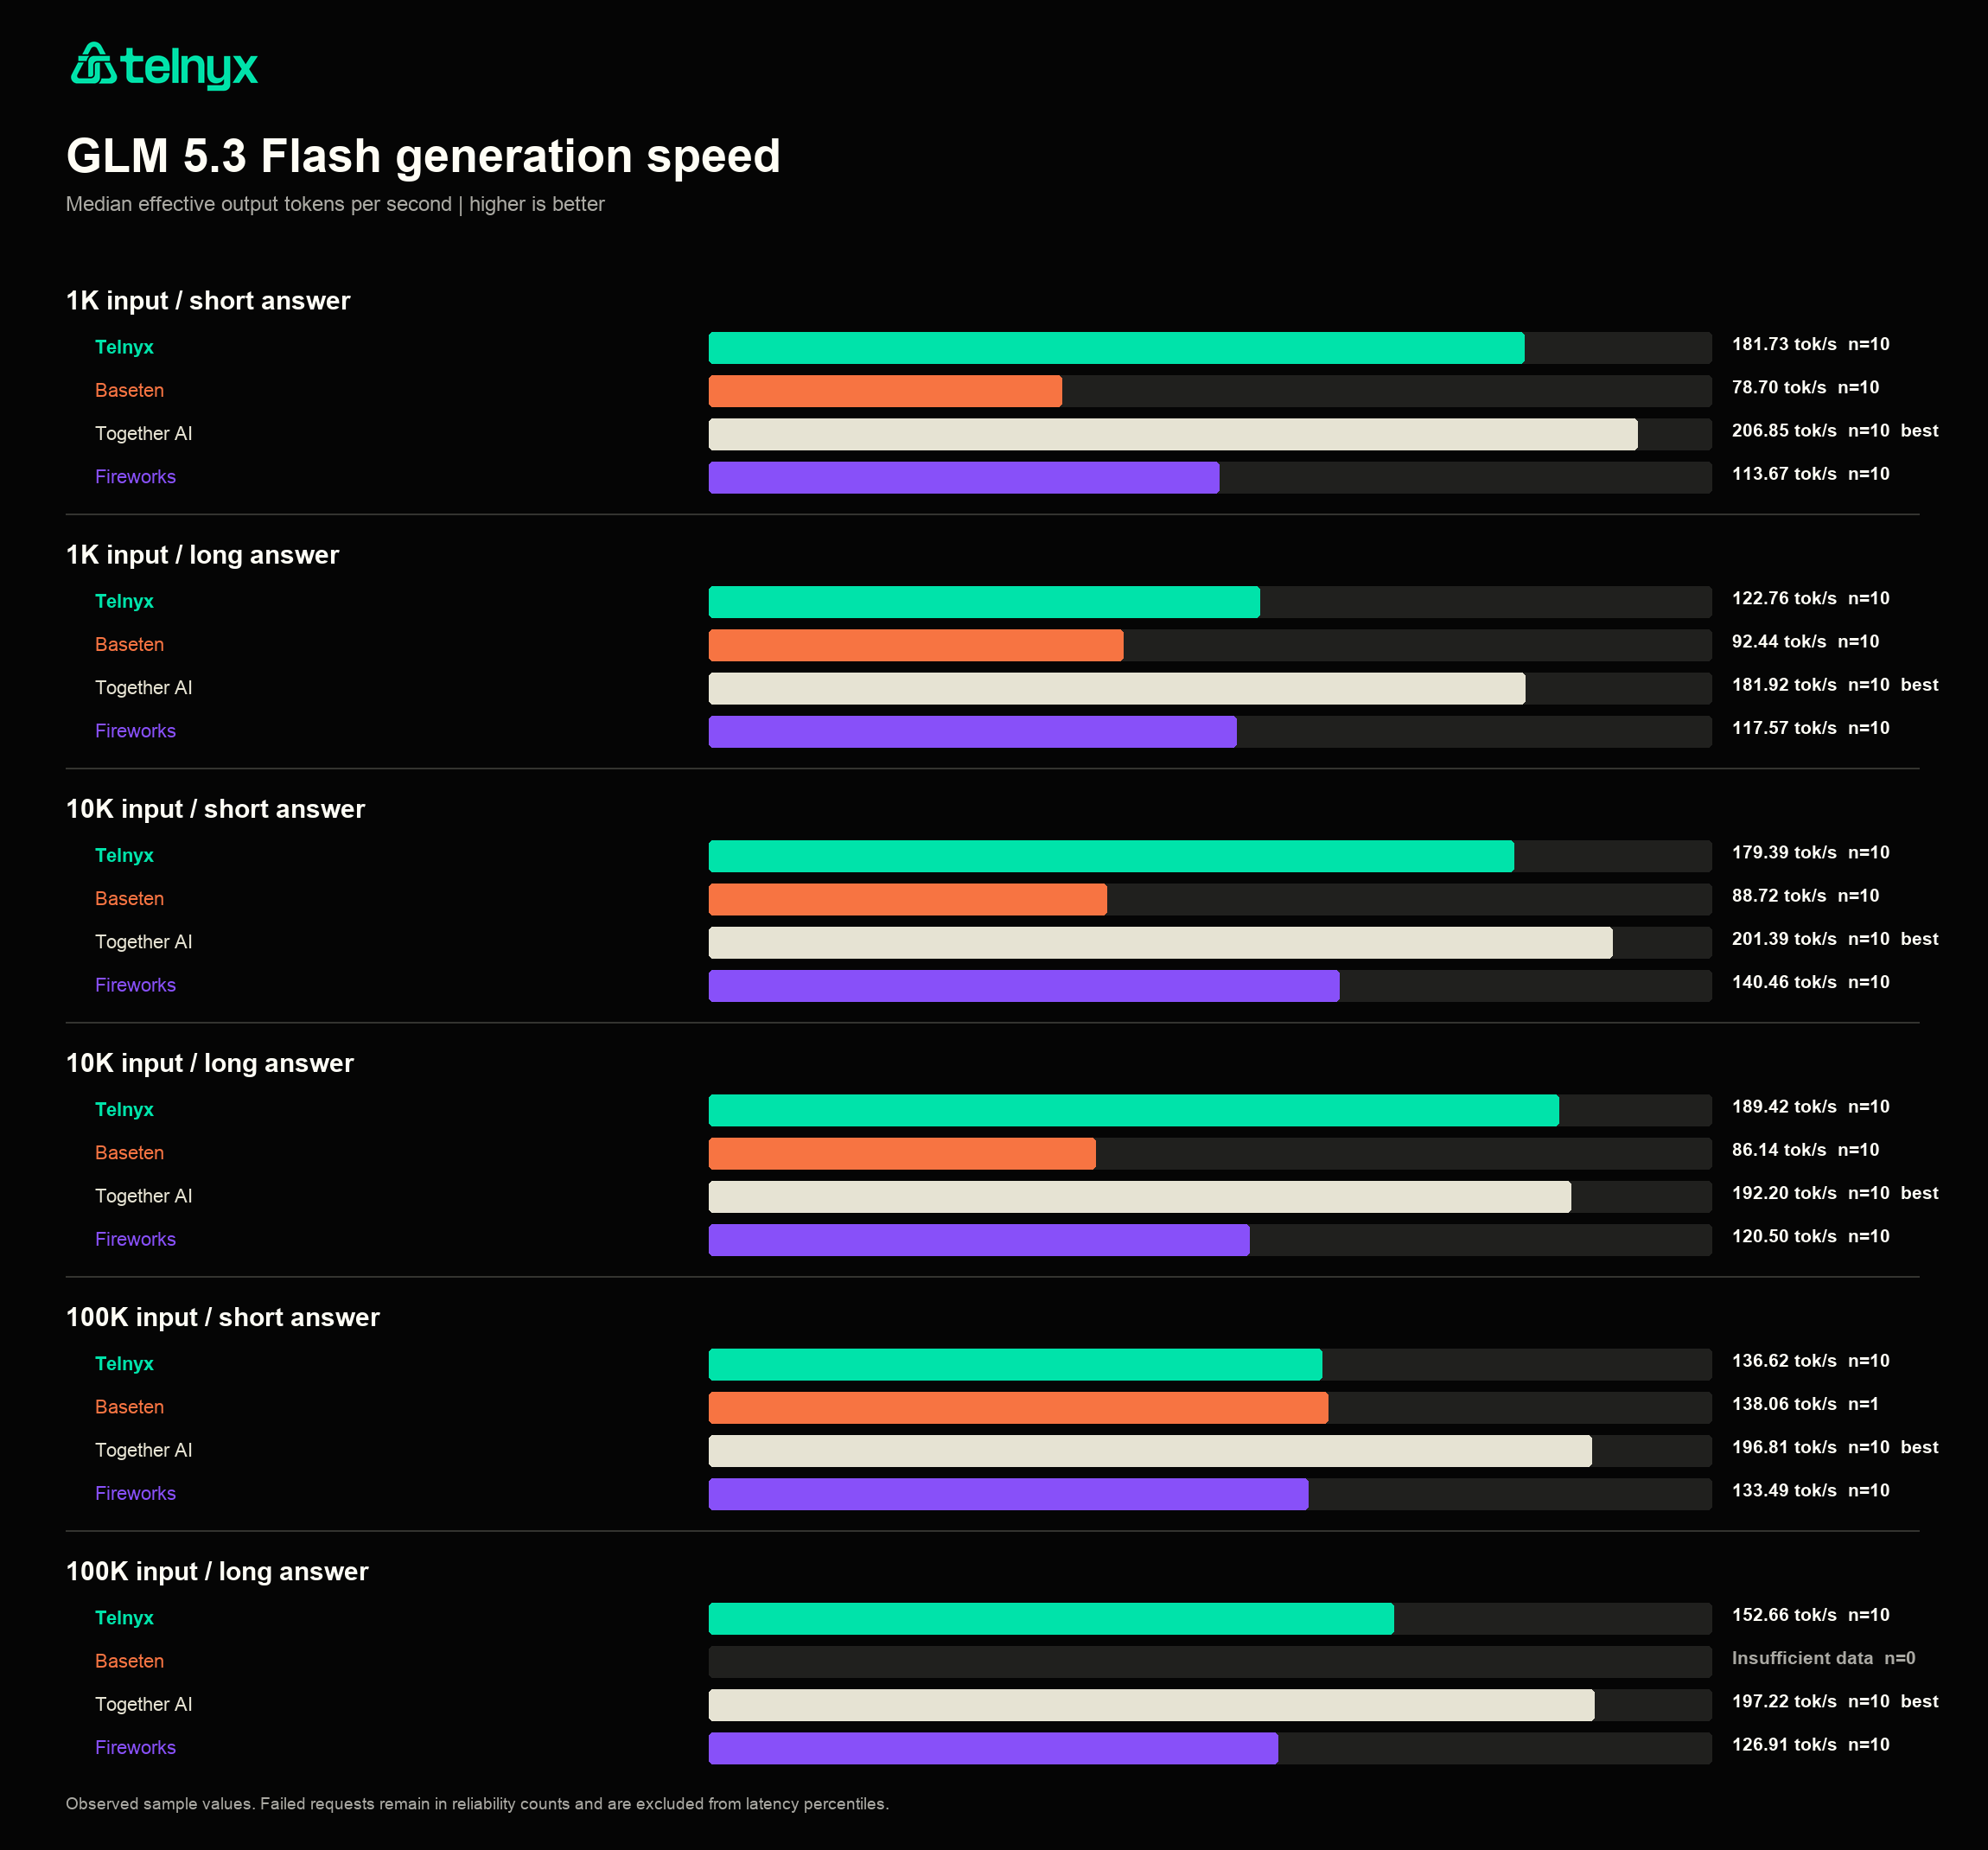 telnyx
GLM 5.3 Flash generation speed
Median effective output tokens per second | higher is better
1K input / short answer
Telnyx 181.73 tok/s n=10
Baseten 78.70 tok/s n=10
Together AI 206.85 tok/s n=10 best
Fireworks 113.67 tok/s n=10
1K input / long answer
Telnyx 122.76 tok/s n=10
Baseten 92.44 tok/s n=10
Together AI 181.92 tok/s n=10 best
Fireworks 117.57 tok/s n=10
10K input / short answer
Telnyx 179.39 tok/s n=10
Baseten 88.72 tok/s n=10
Together AI 201.39 tok/s n=10 best
Fireworks 140.46 tok/s n=10
10K input / long answer
Telnyx 189.42 tok/s n=10
Baseten 86.14 tok/s n=10
Together AI 192.20 tok/s n=10 best
Fireworks 120.50 tok/s n=10
100K input / short answer
Telnyx 136.62 tok/s n=10
Baseten 138.06 tok/s n=1
Together AI 196.81 tok/s n=10 best
Fireworks 133.49 tok/s n=10
100K input / long answer
Telnyx 152.66 tok/s n=10
Baseten Insufficient data n=0
Together AI 197.22 tok/s n=10 best
Fireworks 126.91 tok/s n=10
Observed sample values. Failed requests remain in reliability counts and are excluded from latency percentiles.